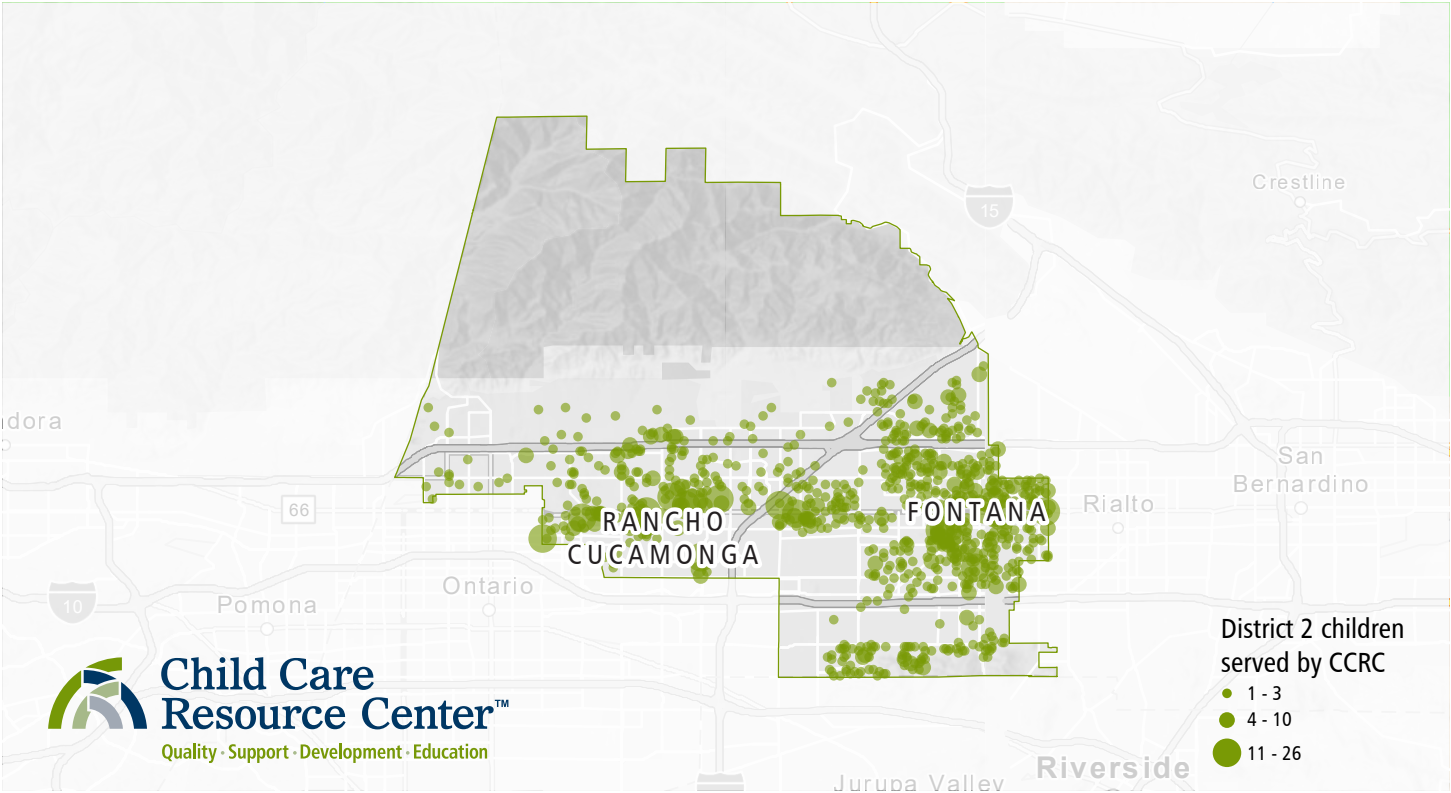 Crestline
15
dora
66
San
Bernardino
Rialto
FONTANA
RANCHO
CUCAMONGA
Ontario
10
Pomona
District 2 children
served by CCRC
1 - 3
4 - 10
11 - 26
Child Care
Resource Center™
Quality · Support · Development · Education
Riverside
Jurupa Valley